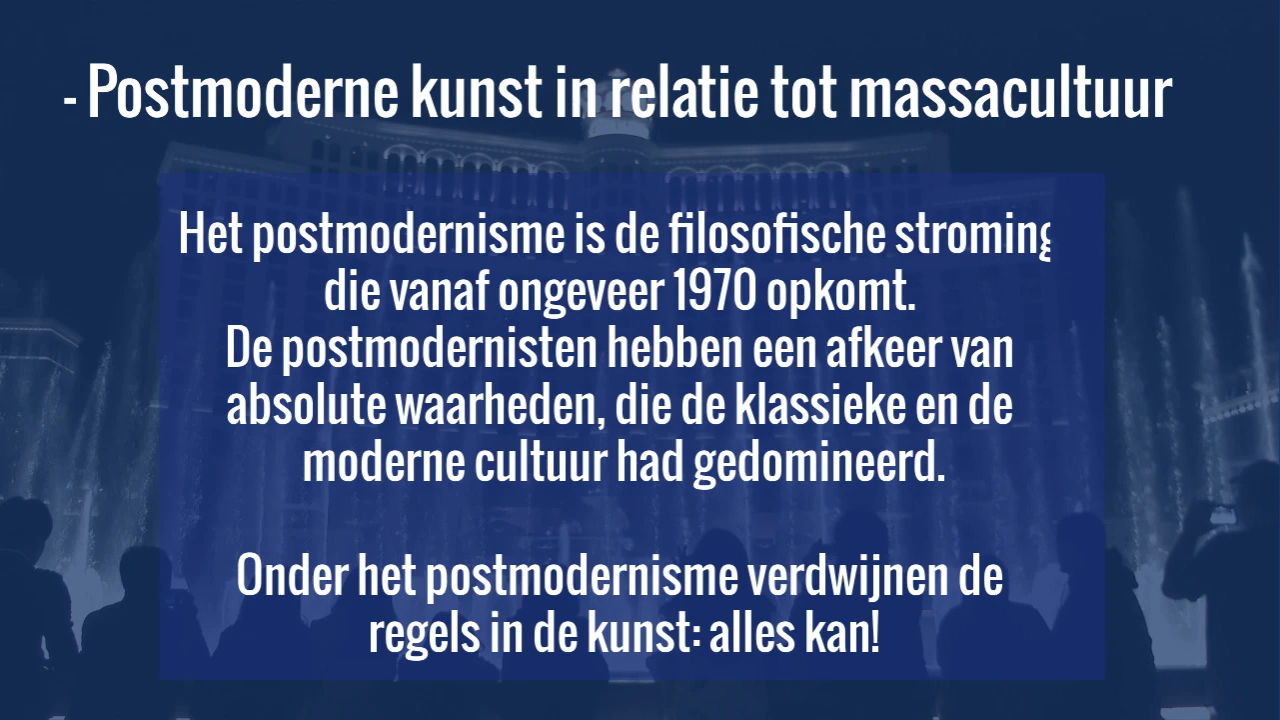 - Postmoderne kunst in relatie tot massacultuur
Het postmodernisme is de filosofische stroming
die vanaf ongeveer 1970 opkomt.
De postmodernisten hebben een afkeer van
absolute waarheden, die de klassieke en de
moderne cultuur had gedomineerd.
Onder het postmodernisme verdwijnen de
regels in de kunst: alles kan!